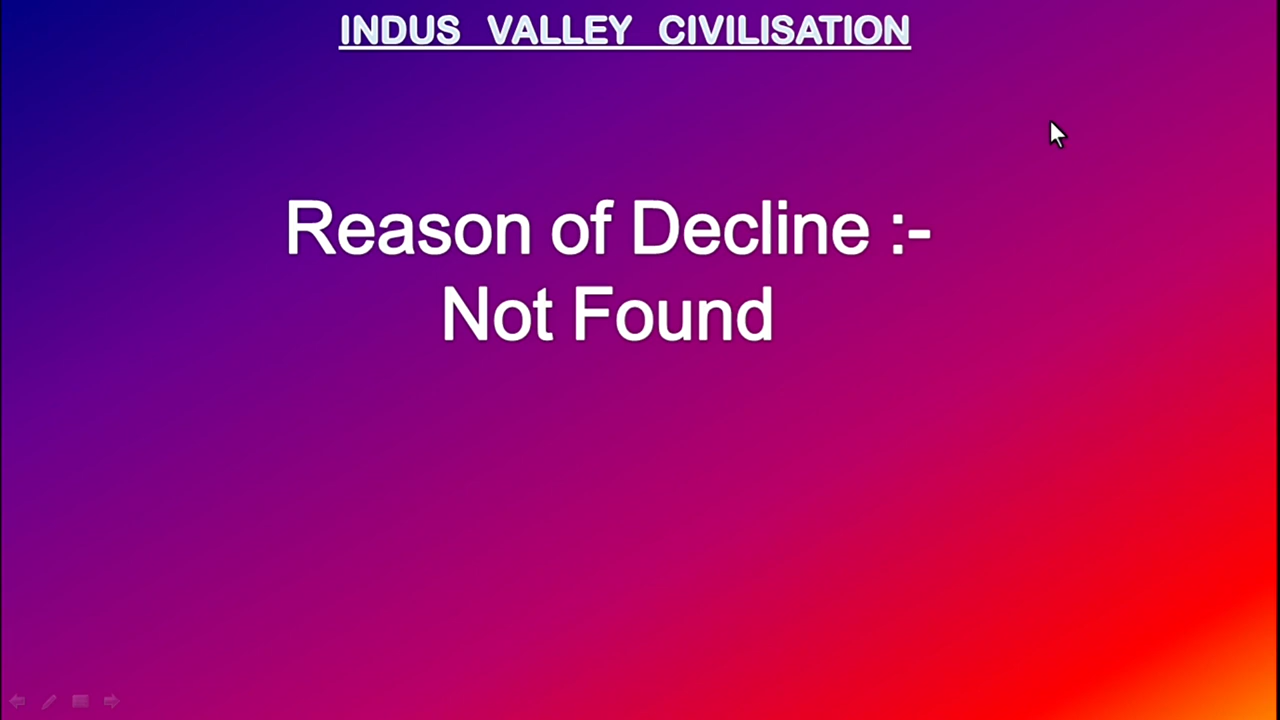 INDUS VALLEY CIVILISATION
Reason of Decline :-
Not Found